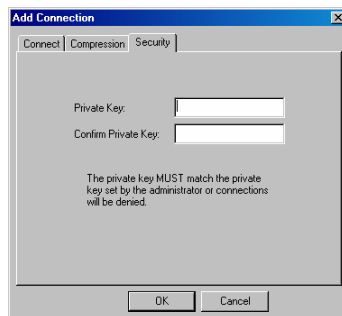 Add Connection
Connect Compression Security
Private Key:
Confirm Private Key:
The private key MUST match the private
key set by the administrator or connections
will be denied.
OK Cancel